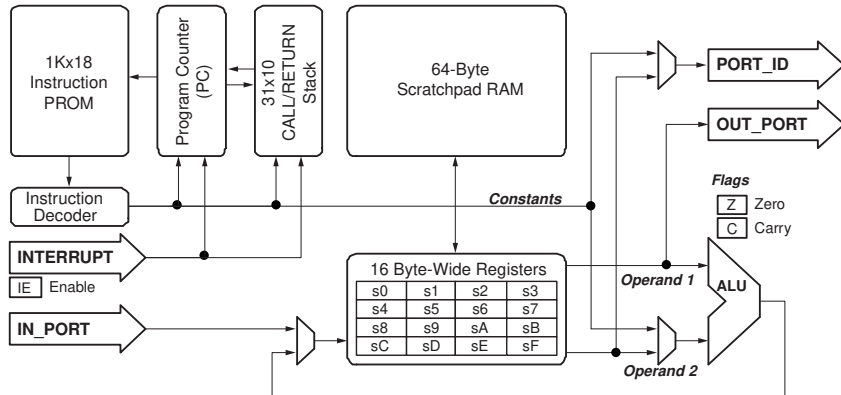 1Kx18
Instruction
PROM
Program Counter
(PC)
31x10
CALL/RETURN
Stack
64-Byte
Scratchpad RAM
PORT_ID
OUT_PORT
Instruction
Decoder
Constants
Flags
Z Zero
C Carry
INTERRUPT
IE Enable
16 Byte-Wide Registers
s0 s1 s2 s3
s4 s5 s6 s7
s8 s9 sA sB
sC sD sE sF
Operand 1
ALU
IN_PORT
Operand 2